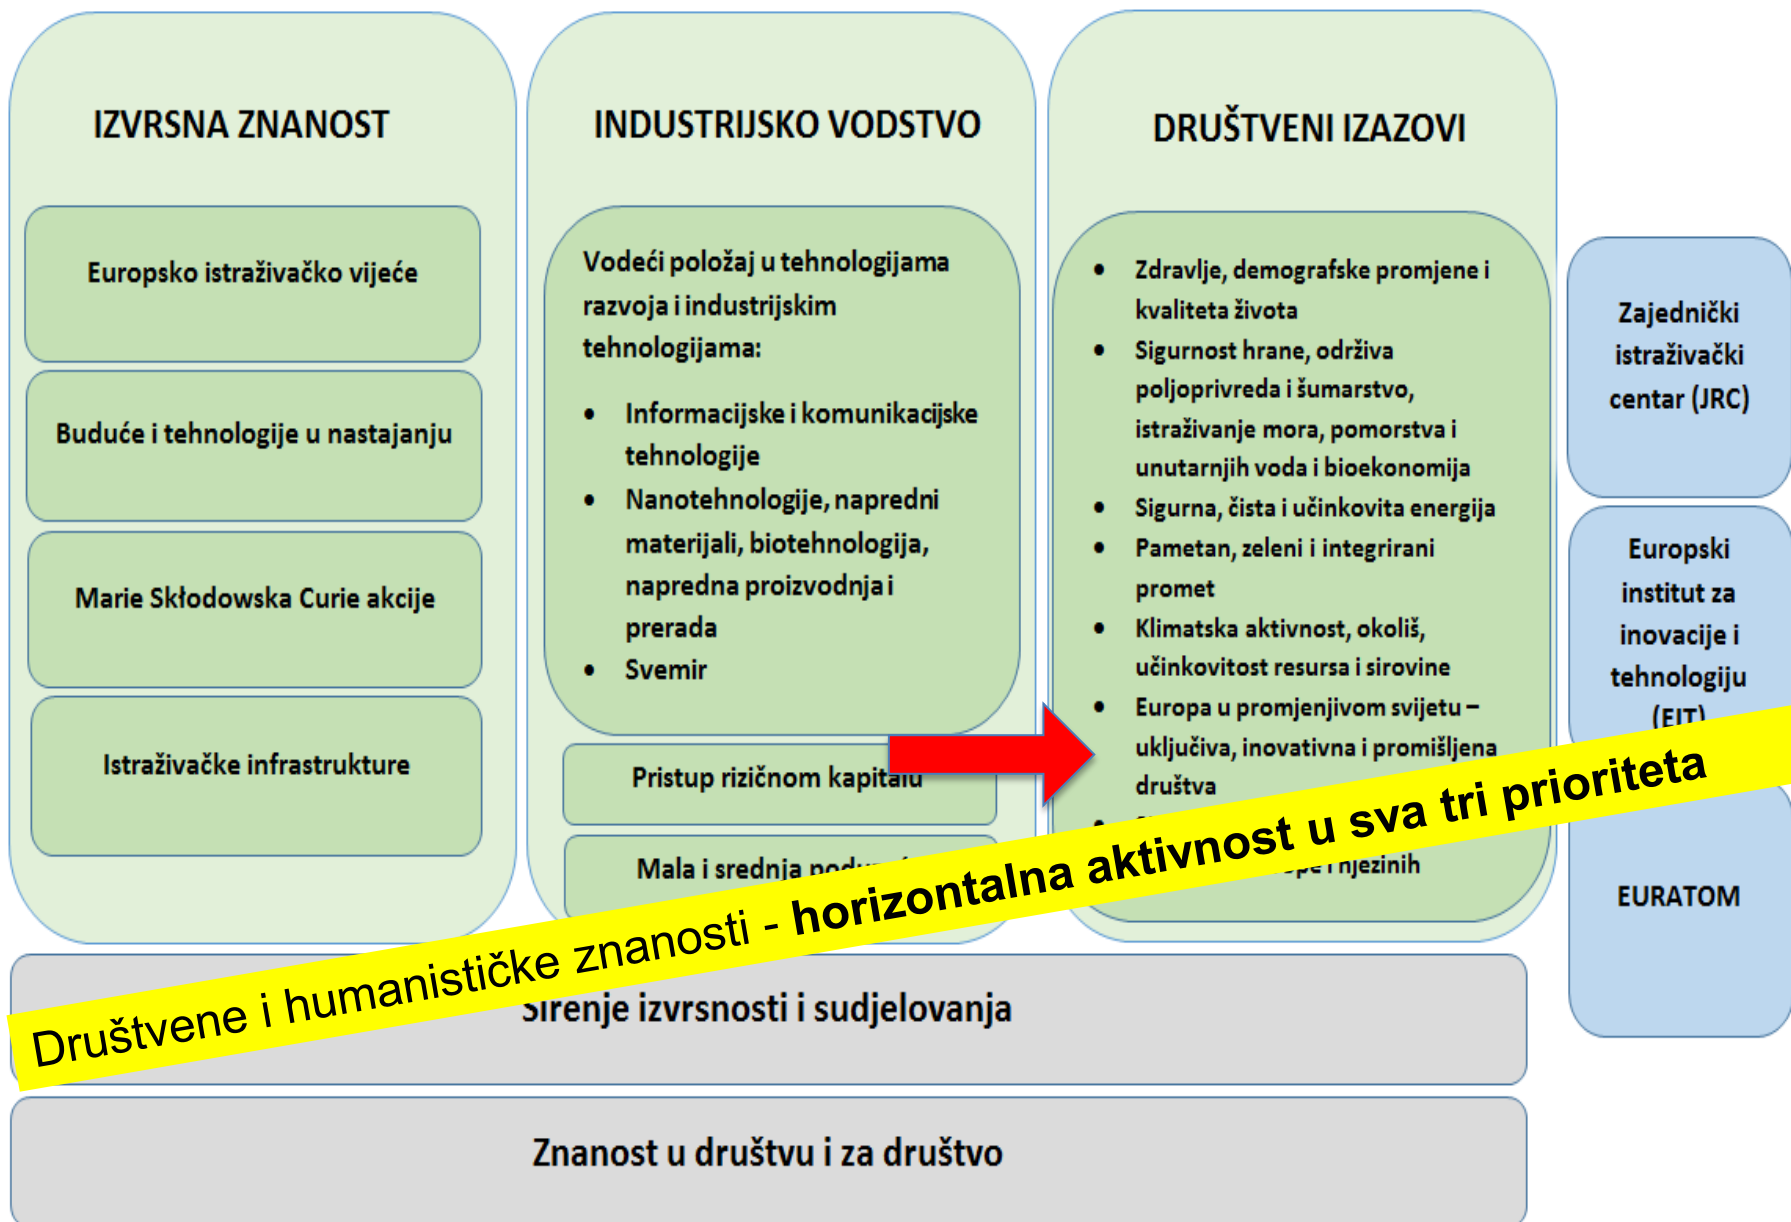 IZVRSNA ZNANOST
Europsko istraživačko vijeće
Buduće i tehnologije u nastajanju
Marie Skłodowska Curie akcije
Istraživačke infrastrukture
INDUSTRIJSKO VODSTVO
Vodeći položaj u tehnologijama
razvoja i industrijskim
tehnologijama:
• Informacijske i komunikacijske
tehnologije
• Nanotehnologije, napredni
materijali, biotehnologija,
napredna proizvodnja i
prerada
• Svemir
Pristup rizičnom kapitalu
Mala i srednja
DRUŠTVENI IZAZOVI
• Zdravlje, demografske promjene i
kvaliteta života
• Sigurnost hrane, održiva
poljoprivreda i šumarstvo,
istraživanje mora, pomorstva i
unutarnjih voda i bioekonomija
• Sigurna, čista i učinkovita energija
• Pametan, zeleni i integrirani
promet
• Klimatska aktivnost, okoliš,
učinkovitost resursa i sirovine
• Europa u promjenjivom svijetu –
uključiva, inovativna i promišljena
društva
i njezinih
Zajednički
istraživački
centar (JRC)
Europski
institut za
inovacije i
tehnologiju
(EIT)
EURATOM
Društvene i humanističke znanosti - horizontalna aktivnost u sva tri prioriteta
Širenje izvrsnosti i sudjelovanja
Znanost u društvu i za društvo